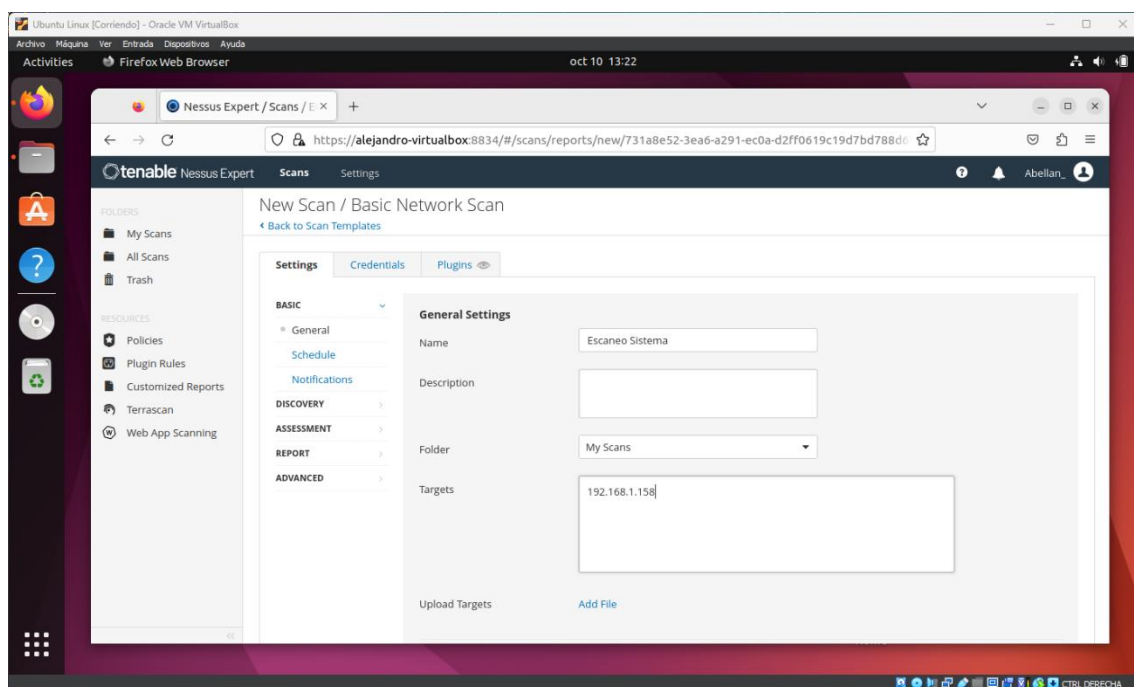 Ubuntu Linux [Corriendo] - Oracle VM VirtualBox
Archivo Máquina Ver Entrada Dispositivos Ayuda
Activities Firefox Web Browser oct 10 13:22
Nessus Expert / Scans / E
https://alejandro-virtualbox:8834/#/scans/reports/new/731a8e52-3ea6-a291-ec0a-d2ff0619c19d7bd788d6
tenable Nessus Expert Scans Settings Abellan_
FOLDERS
My Scans
All Scans
Trash
RESOURCES
Policies
Plugin Rules
Customized Reports
Terrascan
Web App Scanning
New Scan / Basic Network Scan
Back to Scan Templates
Settings Credentials Plugins
BASIC
General
Schedule
Notifications
DISCOVERY
ASSESSMENT
REPORT
ADVANCED
General Settings
Name Escaneo Sistema
Description
Folder My Scans
Targets 192.168.1.158
Upload Targets Add File
CTRL DERECHA